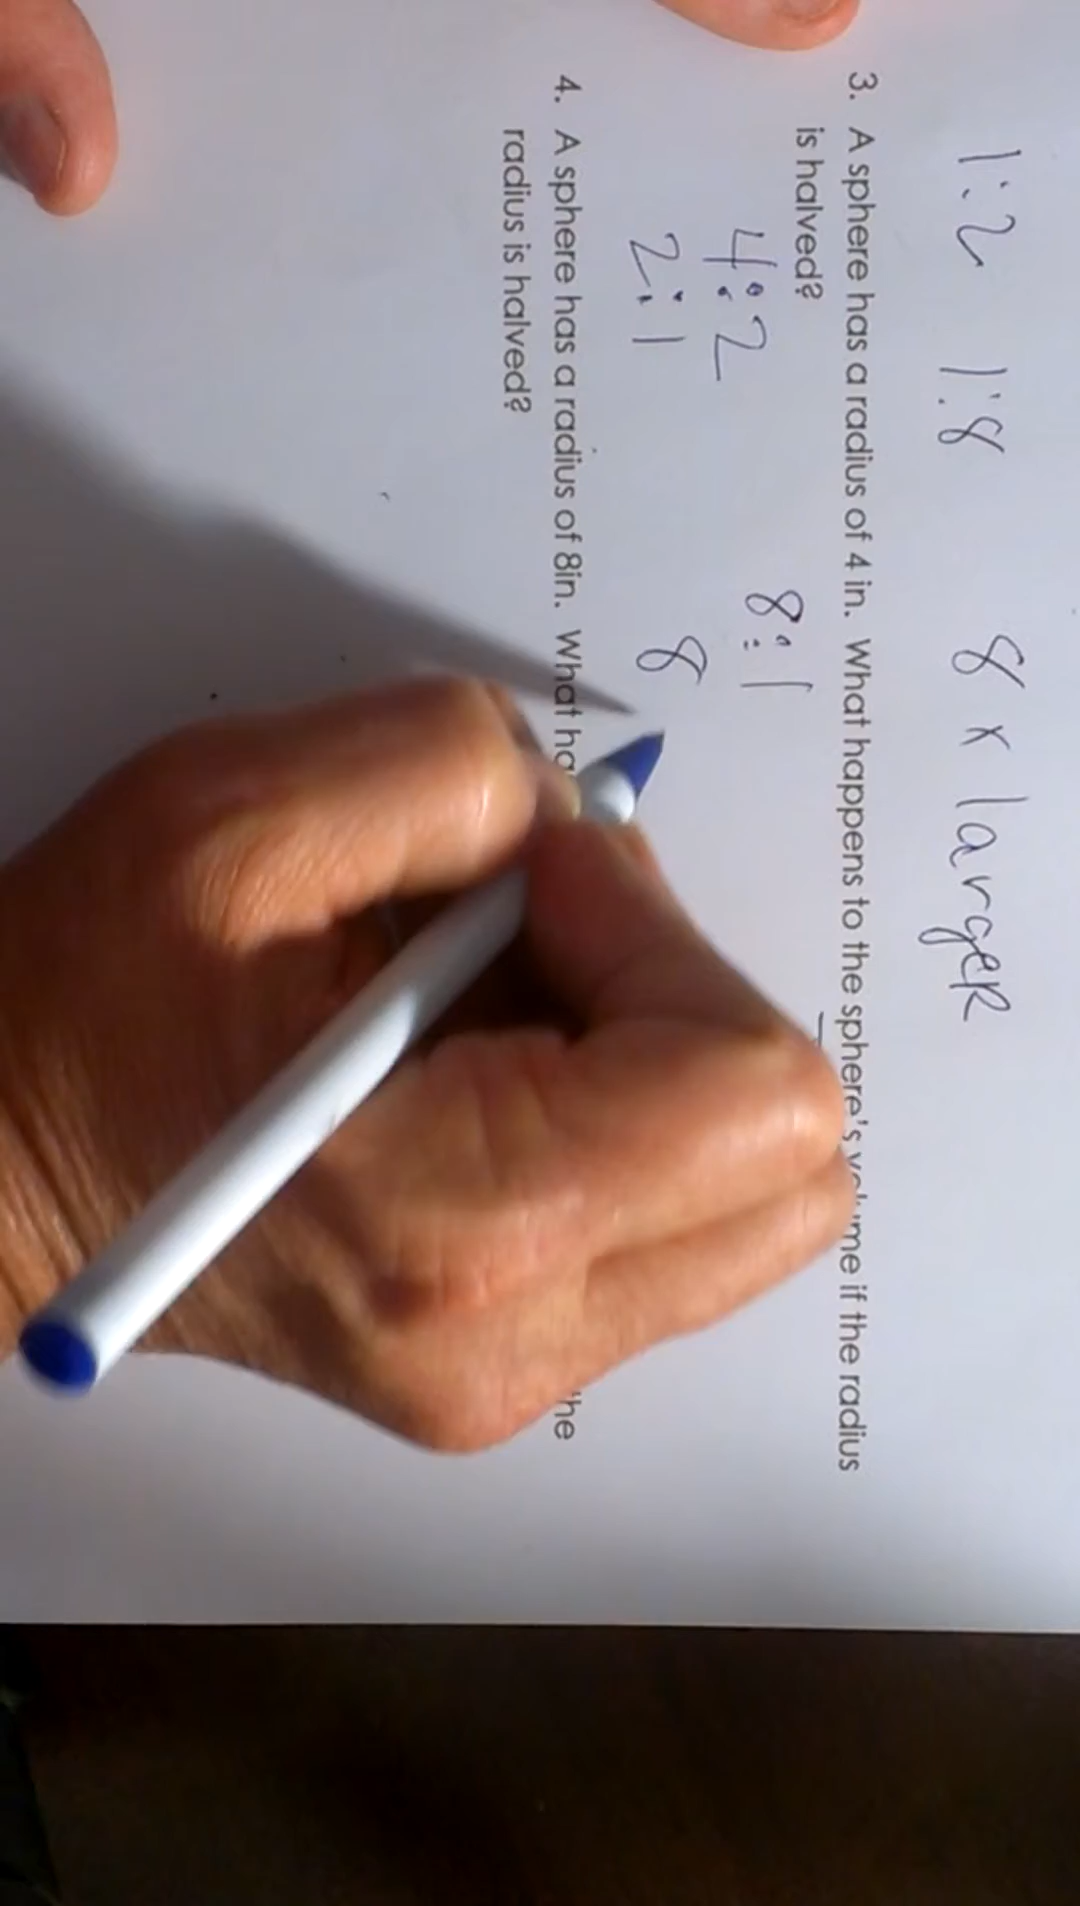 1:2 1:8 8 x largeR
3. A sphere has a radius of 4 in. What happens to the sphere's volume if the radius
is halved?
4:2 8:1
2:1 8
4. A sphere has a radius of 8in. What he
radius is halved?